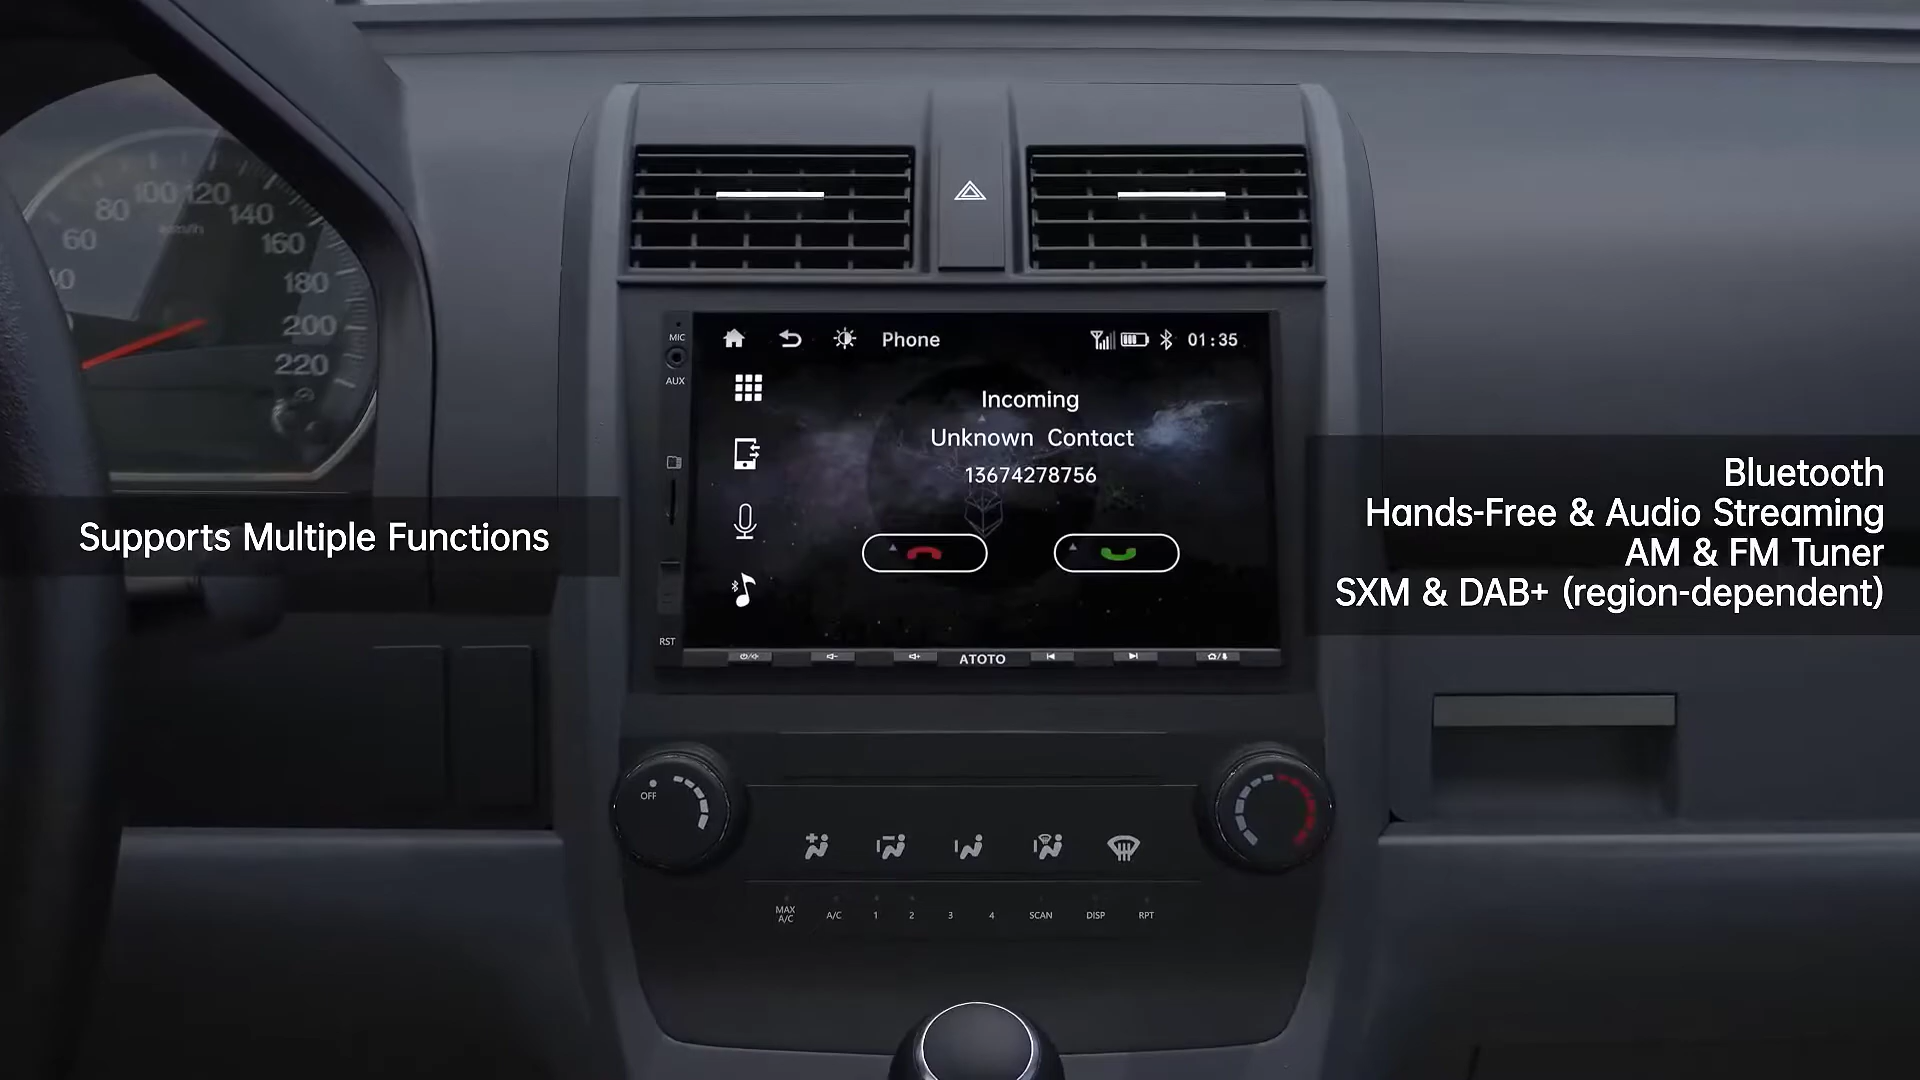 100 120
80
140
60
160
180
200
220
MIC
AUX
Phone
01:35
Incoming
Unknown Contact
13674278756
Supports Multiple Functions
Bluetooth
Hands-Free & Audio Streaming
AM & FM Tuner
SXM & DAB+ (region-dependent)
RST
ATOTO
OFF
MAX
A/C
A/C 1 2 3 4 SCAN DISP RPT